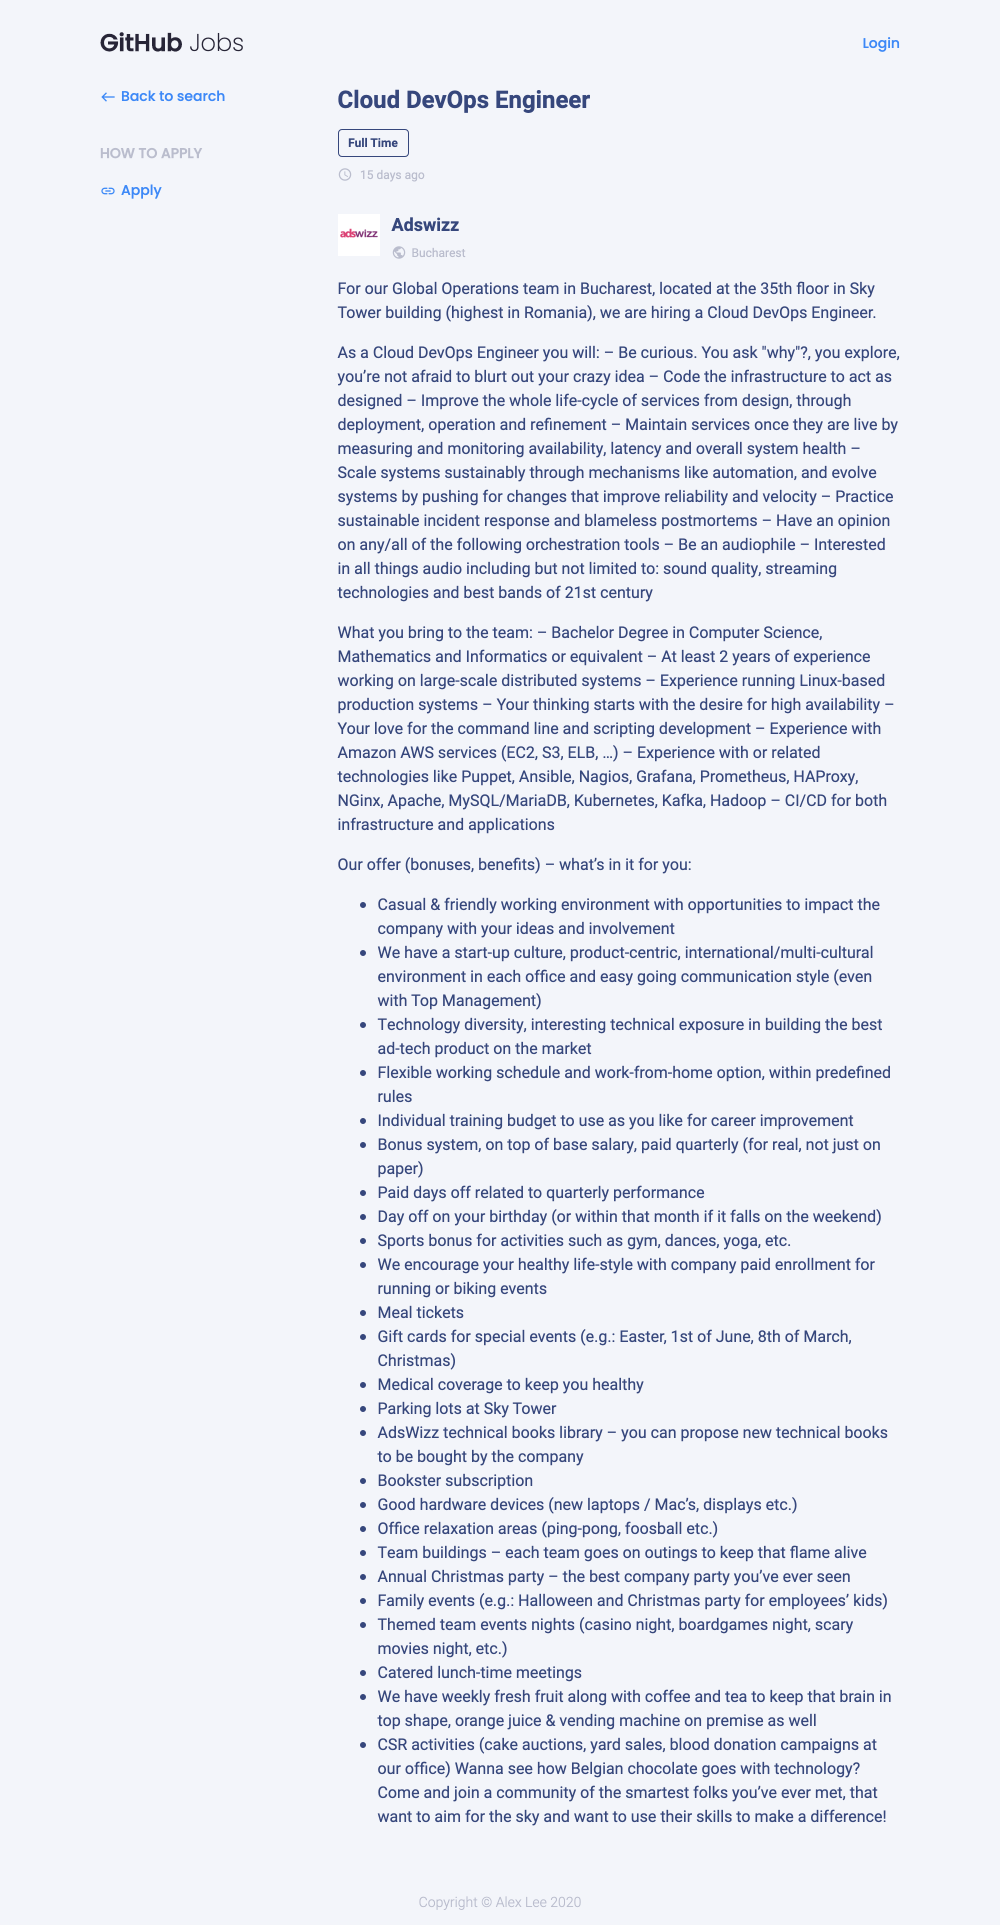 GitHub Jobs
Login
Back to search
HOW TO APPLY
Apply
Cloud DevOps Engineer
Full Time
15 days ago
adswizz
Adswizz
Bucharest
For our Global Operations team in Bucharest, located at the 35th floor in Sky
Tower building (highest in Romania), we are hiring a Cloud DevOps Engineer.
As a Cloud DevOps Engineer you will: – Be curious. You ask "why"?, you explore,
you’re not afraid to blurt out your crazy idea – Code the infrastructure to act as
designed – Improve the whole life-cycle of services from design, through
deployment, operation and refinement – Maintain services once they are live by
measuring and monitoring availability, latency and overall system health –
Scale systems sustainably through mechanisms like automation, and evolve
systems by pushing for changes that improve reliability and velocity – Practice
sustainable incident response and blameless postmortems – Have an opinion
on any/all of the following orchestration tools – Be an audiophile – Interested
in all things audio including but not limited to: sound quality, streaming
technologies and best bands of 21st century
What you bring to the team: – Bachelor Degree in Computer Science,
Mathematics and Informatics or equivalent – At least 2 years of experience
working on large-scale distributed systems – Experience running Linux-based
production systems – Your thinking starts with the desire for high availability –
Your love for the command line and scripting development – Experience with
Amazon AWS services (EC2, S3, ELB, …) – Experience with or related
technologies like Puppet, Ansible, Nagios, Grafana, Prometheus, HAProxy,
NGinx, Apache, MySQL/MariaDB, Kubernetes, Kafka, Hadoop – CI/CD for both
infrastructure and applications
Our offer (bonuses, benefits) – what’s in it for you:
• Casual & friendly working environment with opportunities to impact the
company with your ideas and involvement
• We have a start-up culture, product-centric, international/multi-cultural
environment in each office and easy going communication style (even
with Top Management)
• Technology diversity, interesting technical exposure in building the best
ad-tech product on the market
• Flexible working schedule and work-from-home option, within predefined
rules
• Individual training budget to use as you like for career improvement
• Bonus system, on top of base salary, paid quarterly (for real, not just on
paper)
• Paid days off related to quarterly performance
• Day off on your birthday (or within that month if it falls on the weekend)
• Sports bonus for activities such as gym, dances, yoga, etc.
• We encourage your healthy life-style with company paid enrollment for
running or biking events
• Meal tickets
• Gift cards for special events (e.g.: Easter, 1st of June, 8th of March,
Christmas)
• Medical coverage to keep you healthy
• Parking lots at Sky Tower
• AdsWizz technical books library – you can propose new technical books
to be bought by the company
• Bookster subscription
• Good hardware devices (new laptops / Mac’s, displays etc.)
• Office relaxation areas (ping-pong, foosball etc.)
• Team buildings – each team goes on outings to keep that flame alive
• Annual Christmas party – the best company party you’ve ever seen
• Family events (e.g.: Halloween and Christmas party for employees’ kids)
• Themed team events nights (casino night, boardgames night, scary
movies night, etc.)
• Catered lunch-time meetings
• We have weekly fresh fruit along with coffee and tea to keep that brain in
top shape, orange juice & vending machine on premise as well
• CSR activities (cake auctions, yard sales, blood donation campaigns at
our office) Wanna see how Belgian chocolate goes with technology?
Come and join a community of the smartest folks you’ve ever met, that
want to aim for the sky and want to use their skills to make a difference!
Copyright © Alex Lee 2020